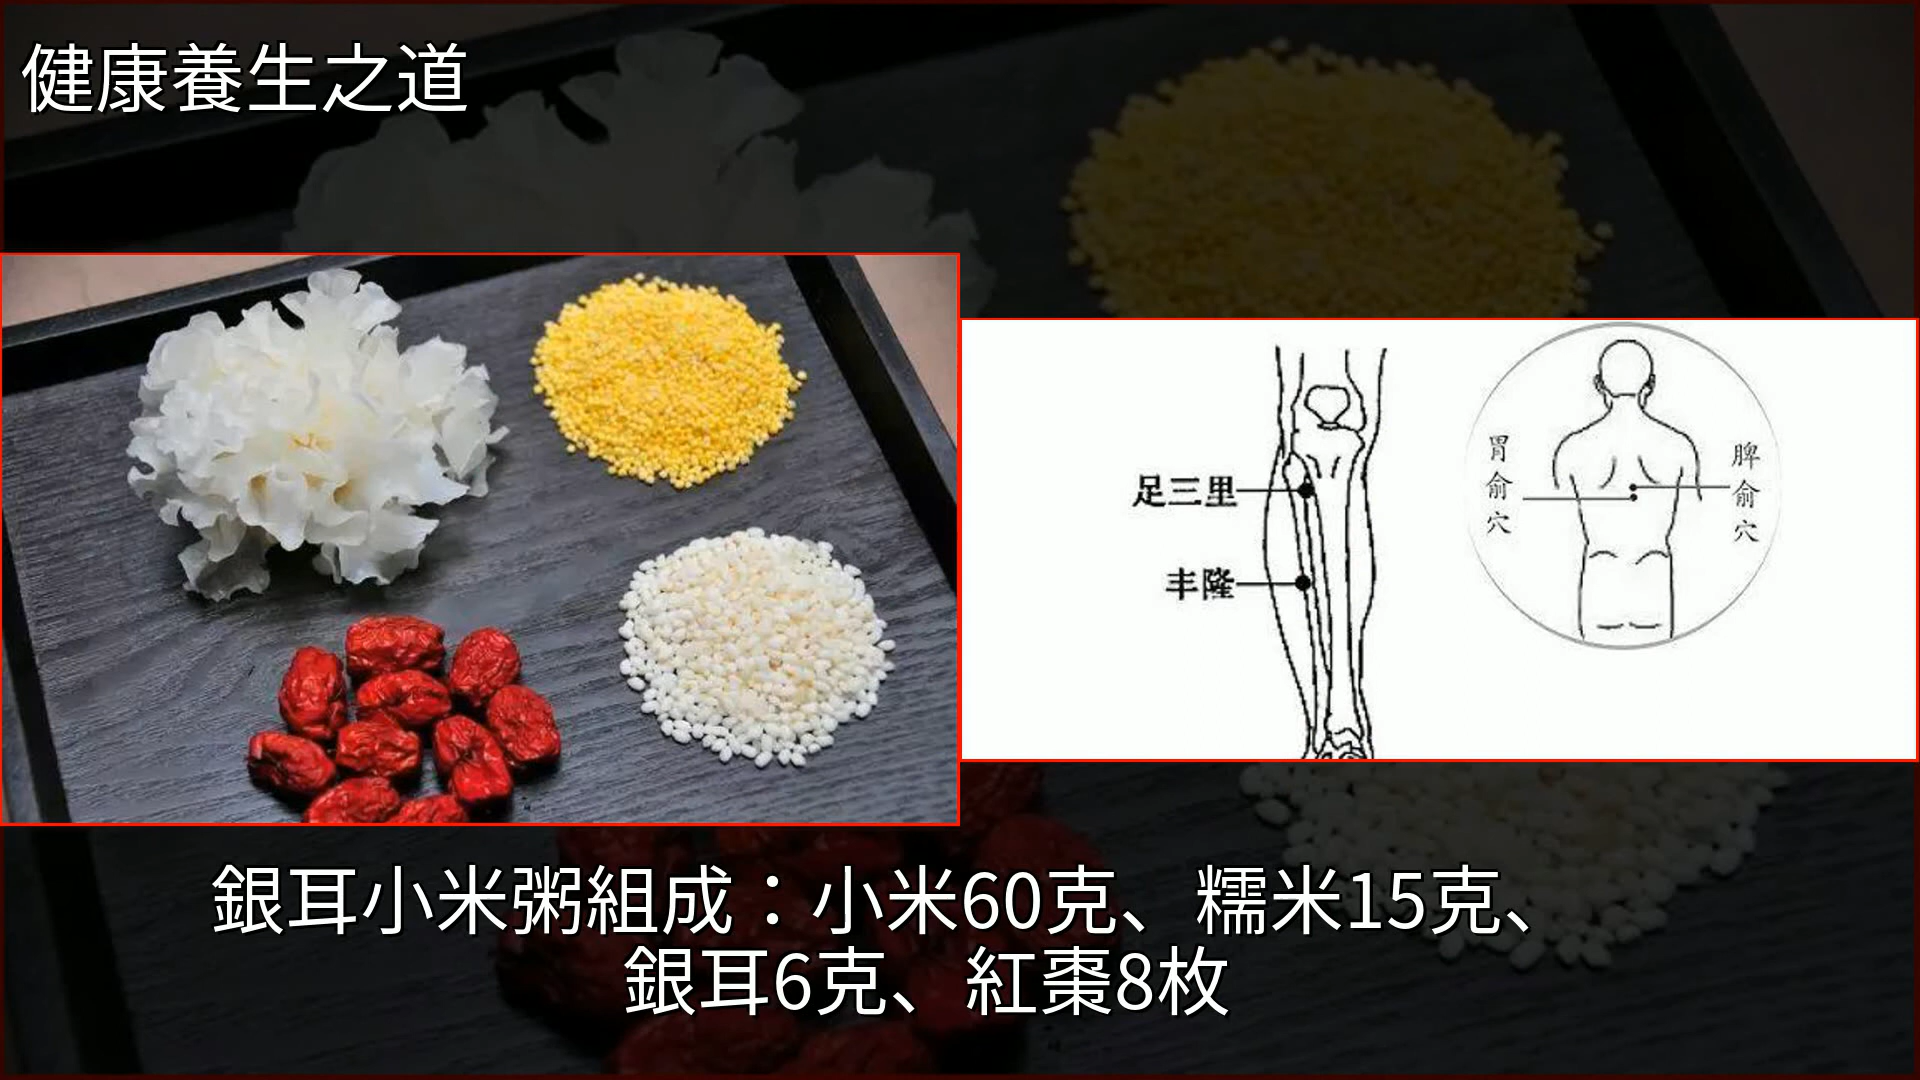 健康養生之道
足三里
丰隆
胃俞穴
脾俞穴
銀耳小米粥組成：小米60克、糯米15克、
銀耳6克、紅棗8枚